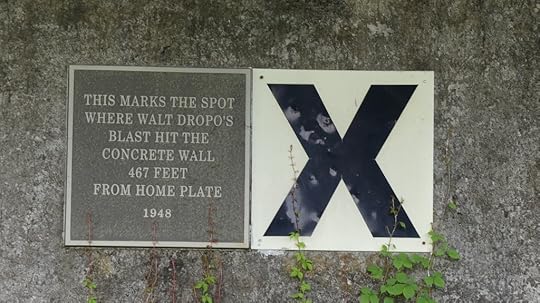 THIS MARKS THE SPOT
WHERE WALT DROPO'S
BLAST HIT THE
CONCRETE WALL
467 FEET
FROM HOME PLATE
1948
X